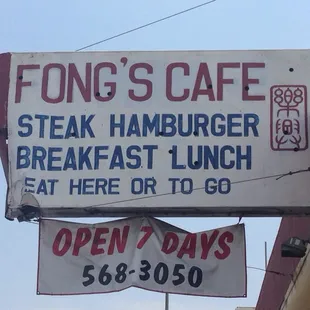 FONG'S CAFE
STEAK HAMBURGER
BREAKFAST LUNCH
EAT HERE OR TO GO
OPEN 7 DAYS
568-3050